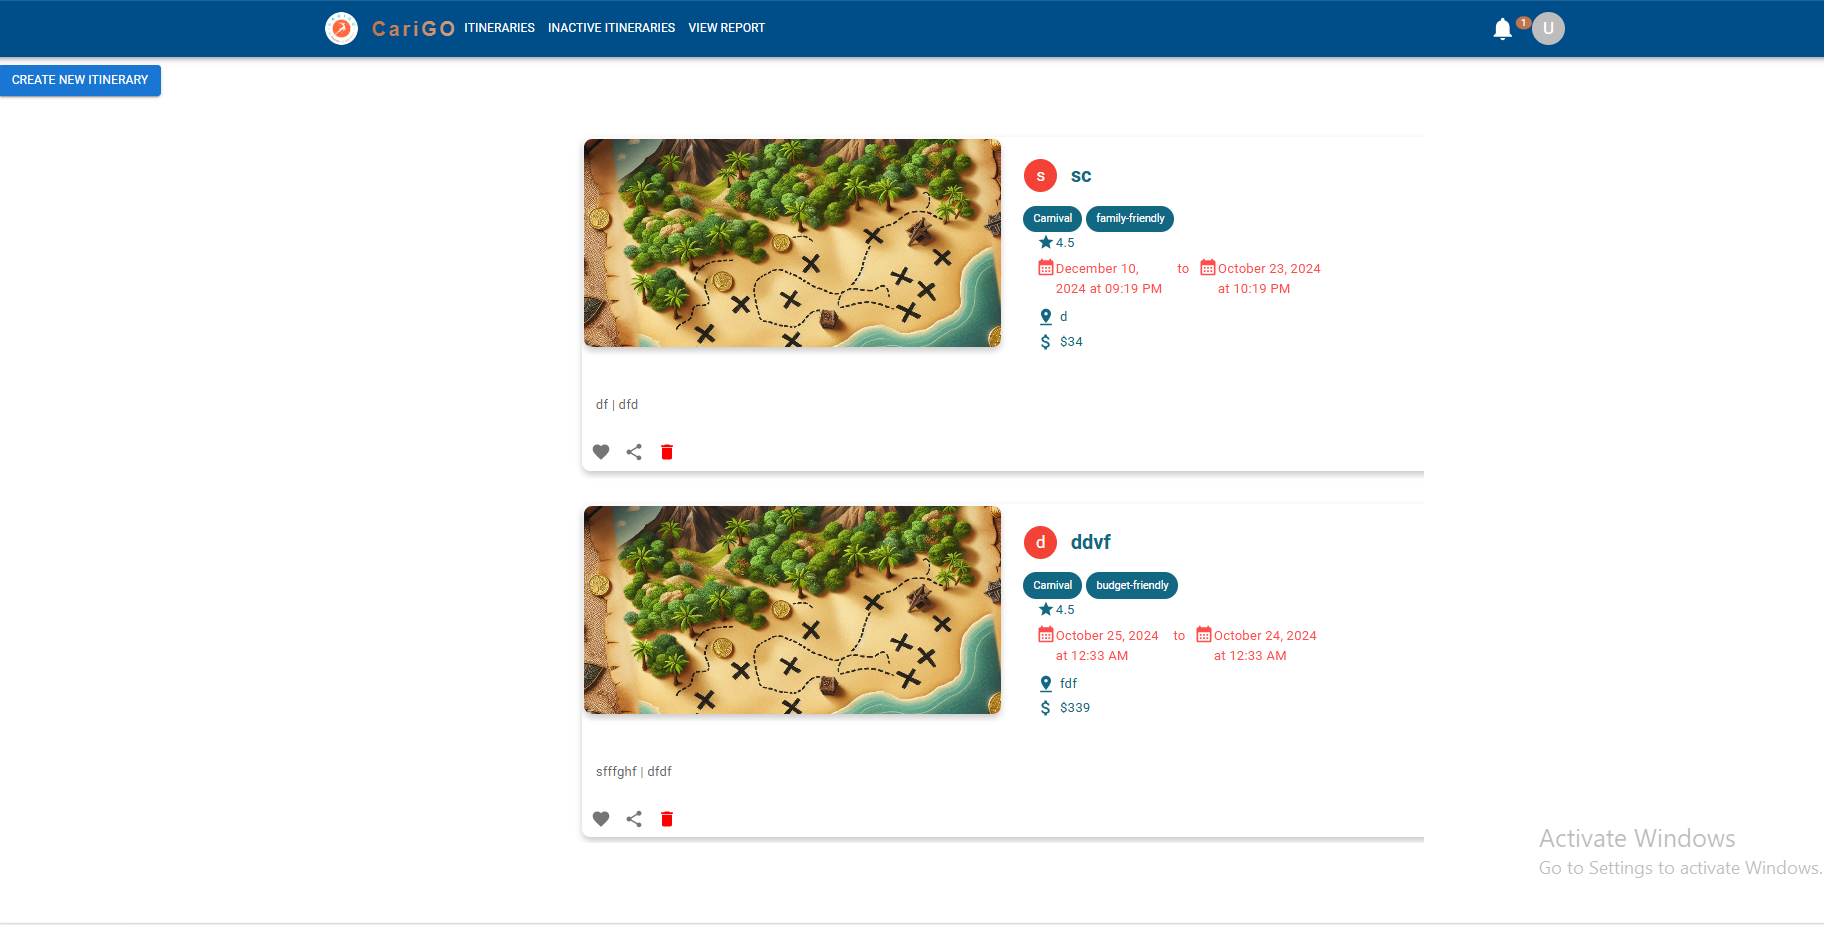 CariGO ITINERARIES INACTIVE ITINERARIES VIEW REPORT 1 U
CREATE NEW ITINERARY
s sc
Carnival family-friendly
4.5
December 10, 2024 at 09:19 PM to October 23, 2024 at 10:19 PM
d
$34
df | dfd
d ddvf
Carnival budget-friendly
4.5
October 25, 2024 at 12:33 AM to October 24, 2024 at 12:33 AM
fdf
$339
sfffghf | dfdf
Activate Windows
Go to Settings to activate Windows.